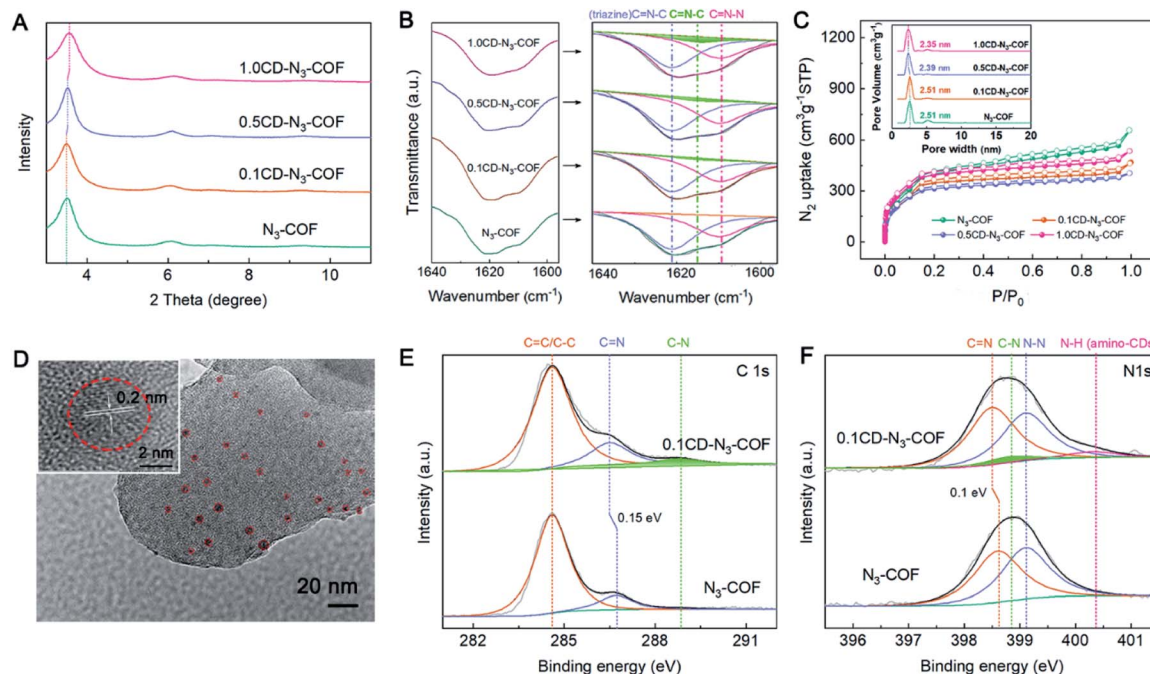 A
Intensity
1.0CD-N₃-COF
0.5CD-N₃-COF
0.1CD-N₃-COF
N₃-COF
4 6 8 10
2 Theta (degree)
B
(triazine)C=N-C C=N-C C=N-N
Transmittance (a.u.)
1.0CD-N₃-COF
0.5CD-N₃-COF
0.1CD-N₃-COF
N₃-COF
1640 1620 1600
Wavenumber (cm⁻¹)
1640 1620 1600
Wavenumber (cm⁻¹)
C
N₂ uptake (cm³g⁻¹STP)
1200
900
600
300
0
Pore Volume (cm³g⁻¹)
2.35 nm 1.0CD-N₃-COF
2.39 nm 0.5CD-N₃-COF
2.51 nm 0.1CD-N₃-COF
2.51 nm N₃-COF
0 5 10 15 20
Pore width (nm)
N₃-COF 0.1CD-N₃-COF
0.5CD-N₃-COF 1.0CD-N₃-COF
0.0 0.2 0.4 0.6 0.8 1.0
P/P₀
D
0.2 nm
2 nm
20 nm
E
C=C/C-C C=N C-N
C 1s
Intensity (a.u.)
0.1CD-N₃-COF
0.15 eV
N₃-COF
282 285 288 291
Binding energy (eV)
F
C=N C-N N-N N-H (amino-CDs
N1s
Intensity (a.u.)
0.1CD-N₃-COF
0.1 eV
N₃-COF
396 397 398 399 400 401
Binding energy (eV)